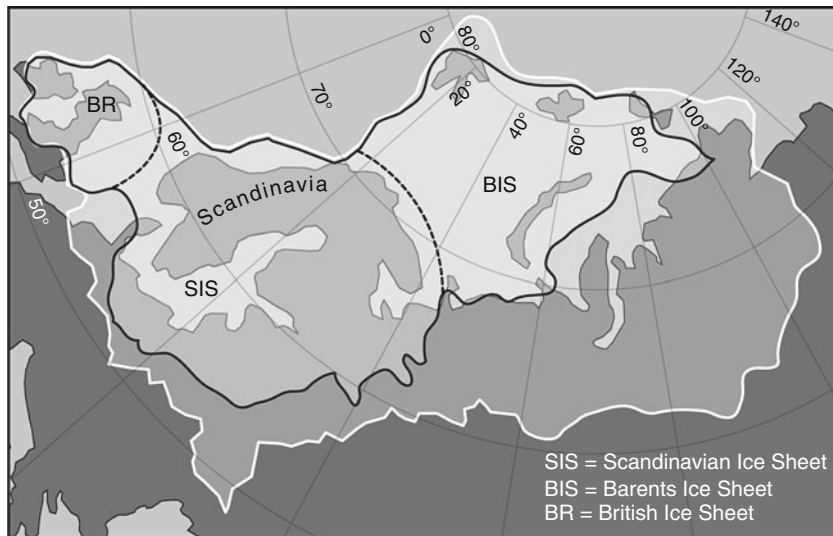 0°
80°
140°
120°
70°
20°
100°
BR
40°
60°
60°
80°
Scandinavia
BIS
50°
SIS
SIS = Scandinavian Ice Sheet
BIS = Barents Ice Sheet
BR = British Ice Sheet